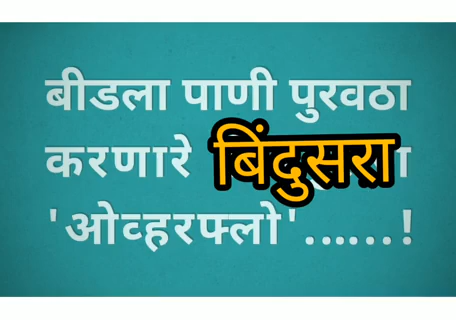 बीडला पाणी पुरवठा
करणारे बिंदुसरा
'ओव्हरफ्लो'......!